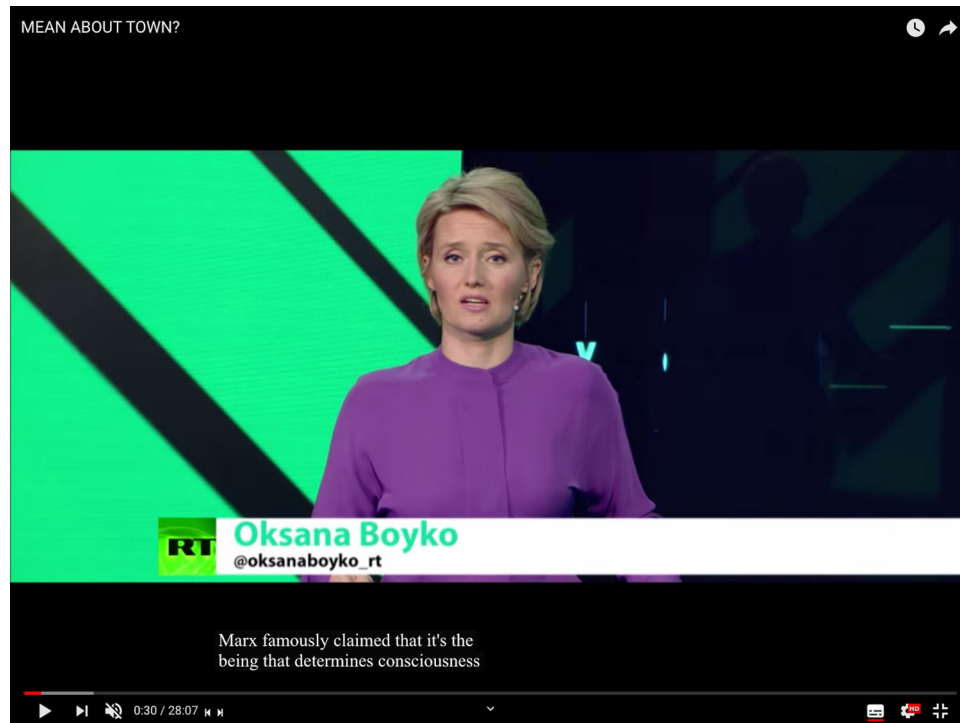 MEAN ABOUT TOWN?
RT
Oksana Boyko
@oksanaboyko_rt
Marx famously claimed that it's the
being that determines consciousness
0:30 / 28:07
HD